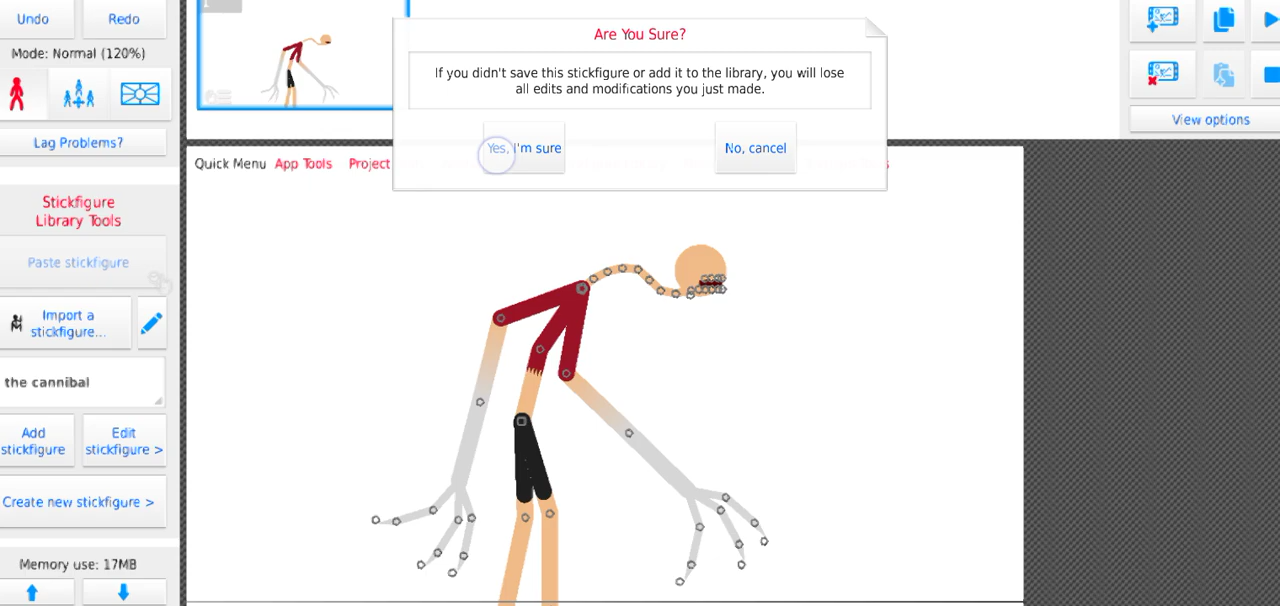 Undo
Redo
Mode: Normal (120%)
Lag Problems?
Stickfigure
Library Tools
Paste stickfigure
Import a
stickfigure...
the cannibal
Add
stickfigure
Edit
stickfigure >
Create new stickfigure >
Memory use: 17MB
Are You Sure?
If you didn't save this stickfigure or add it to the library, you will lose
all edits and modifications you just made.
Yes, I'm sure
No, cancel
Quick Menu
App Tools
Project
View options